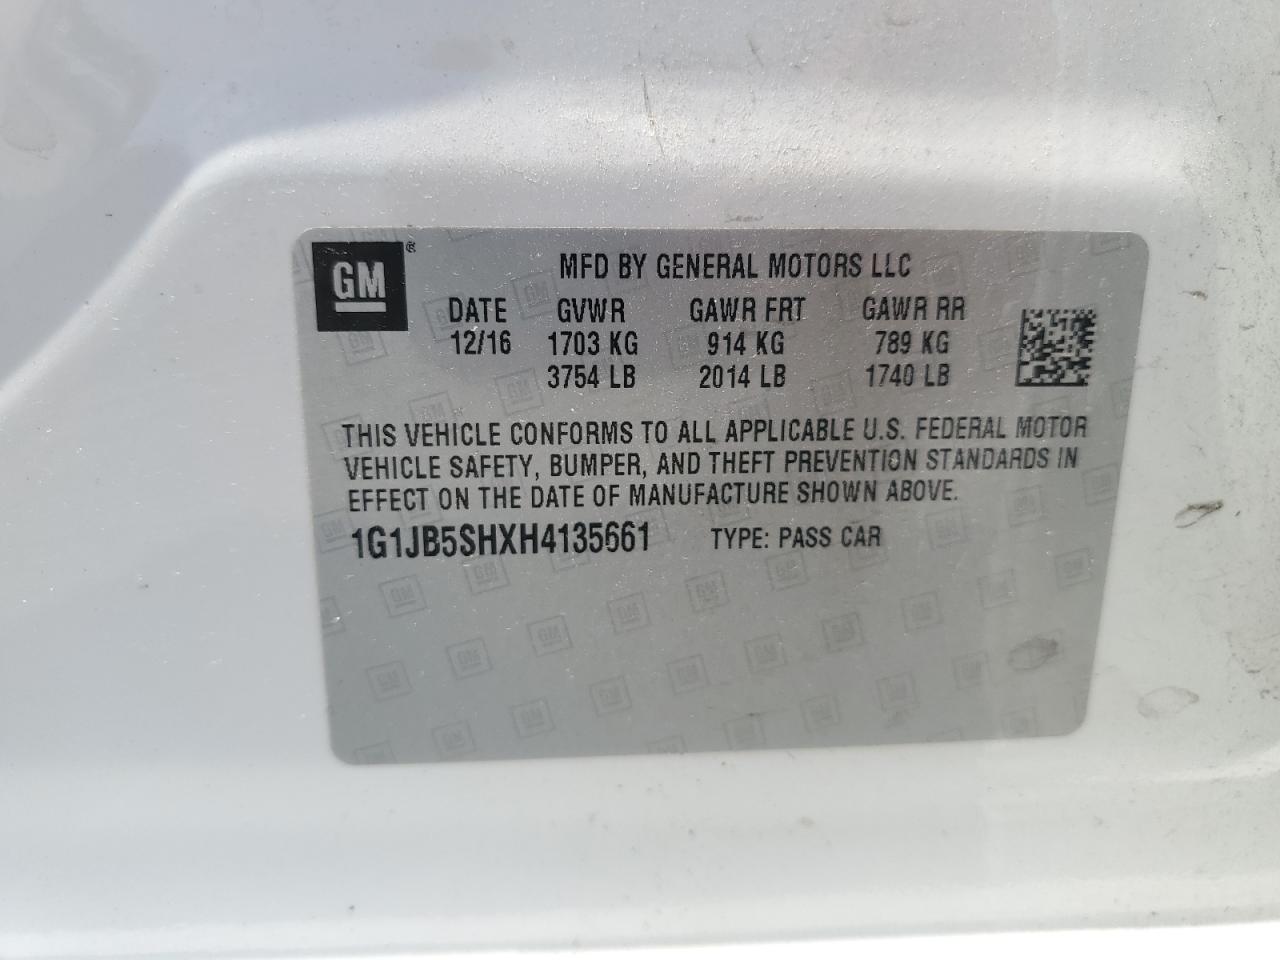 GM ®
MFD BY GENERAL MOTORS LLC
DATE GVWR GAWR FRT GAWR RR
12/16 1703 KG 914 KG 789 KG
3754 LB 2014 LB 1740 LB
THIS VEHICLE CONFORMS TO ALL APPLICABLE U.S. FEDERAL MOTOR
VEHICLE SAFETY, BUMPER, AND THEFT PREVENTION STANDARDS IN
EFFECT ON THE DATE OF MANUFACTURE SHOWN ABOVE.
1G1JB5SHXH4135661 TYPE: PASS CAR